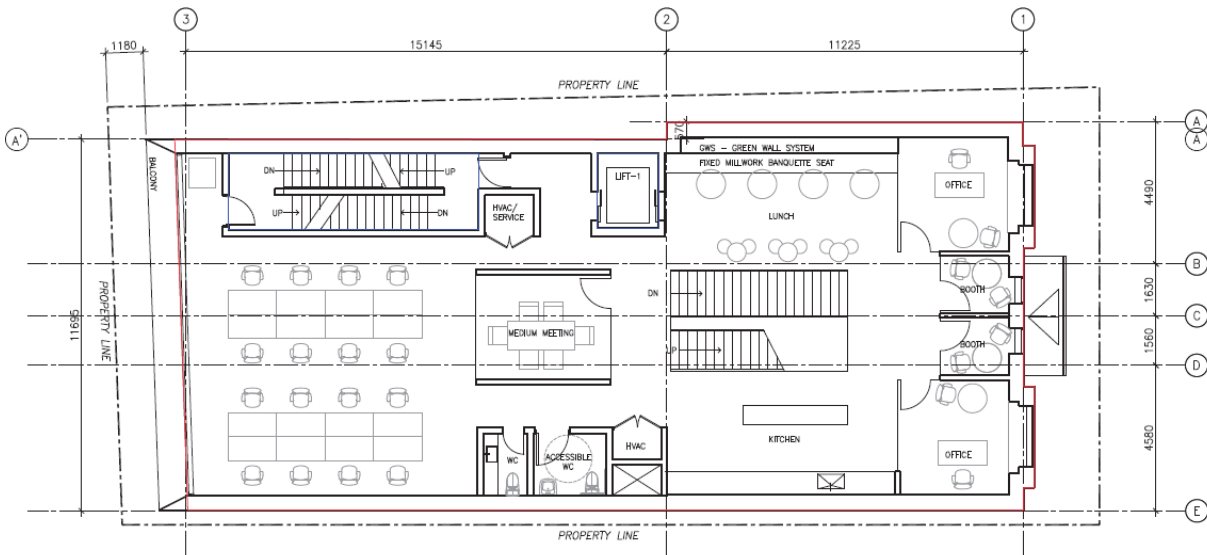 3
2
1
1180
15145
11225
PROPERTY LINE
A'
A
A
570
GWS - GREEN WALL SYSTEM
FIXED MILLWORK BANQUETTE SEAT
BALCONY
DN
UP
LIFT-1
OFFICE
HVAC/
SERVICE
UP
DN
LUNCH
4490
B
PROPERTY LINE
DN
BOOTH
1630
11695
C
MEDIUM MEETING
UP
BOOTH
1560
D
KITCHEN
HVAC
WC
ACCESSIBLE
WC
OFFICE
4580
E
PROPERTY LINE